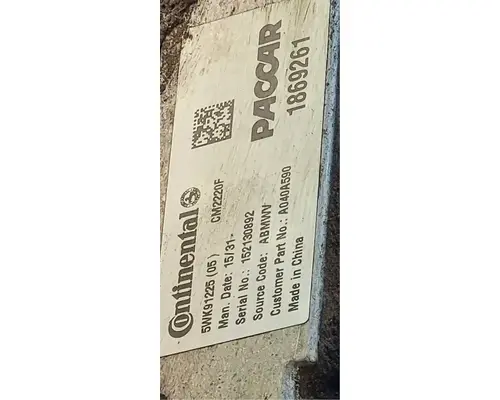 Continental
5WK91225 (05) CM2220F
Man. Date: 15/31-
Serial No.: 152130892
Source Code: ABMWV
Customer Part No.: A040A590
Made in China
PACCAR
1869261